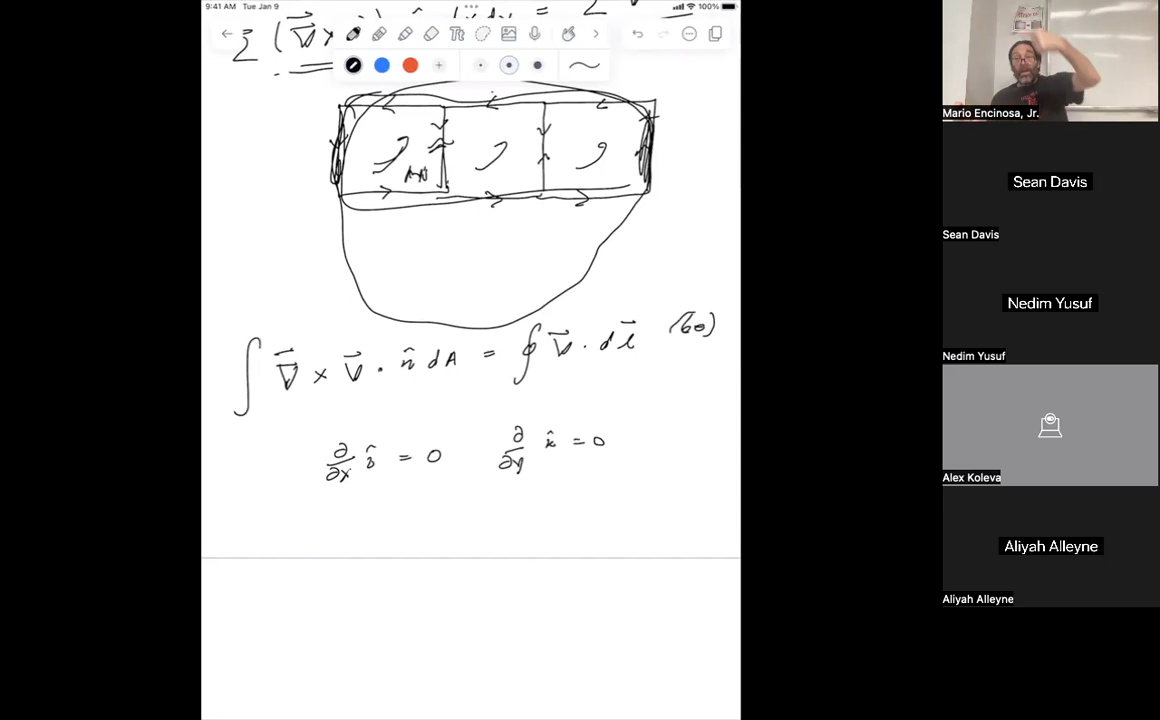 9:41 AM Tue Jan 9
100%
∫ ∇⃗ × V⃗ · n̂ dA = ∮ V⃗ · dl⃗ (60)
∂/∂x ĵ = 0 ∂/∂y k̂ = 0
Mario Encinosa, Jr.
Sean Davis
Sean Davis
Nedim Yusuf
Nedim Yusuf
Alex Koleva
Aliyah Alleyne
Aliyah Alleyne